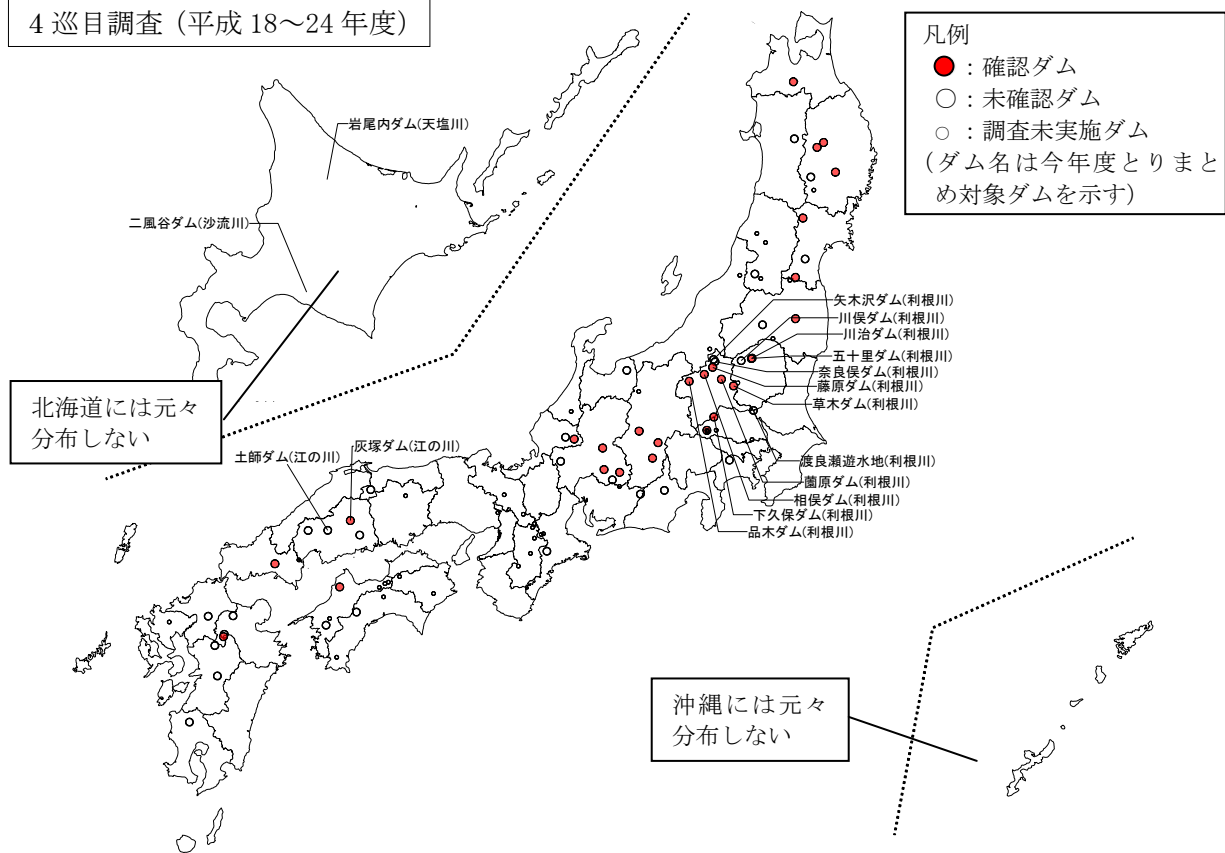 4 巡目調査（平成 18～24 年度）
凡例
● ：確認ダム
○ ：未確認ダム
○ ：調査未実施ダム
(ダム名は今年度とりまと
め対象ダムを示す)
岩尾内ダム(天塩川)
二風谷ダム(沙流川)
北海道には元々
分布しない
矢木沢ダム(利根川)
川俣ダム(利根川)
川治ダム(利根川)
五十里ダム(利根川)
奈良俣ダム(利根川)
藤原ダム(利根川)
草木ダム(利根川)
渡良瀬遊水地(利根川)
薗原ダム(利根川)
相俣ダム(利根川)
下久保ダム(利根川)
品木ダム(利根川)
灰塚ダム(江の川)
土師ダム(江の川)
沖縄には元々
分布しない